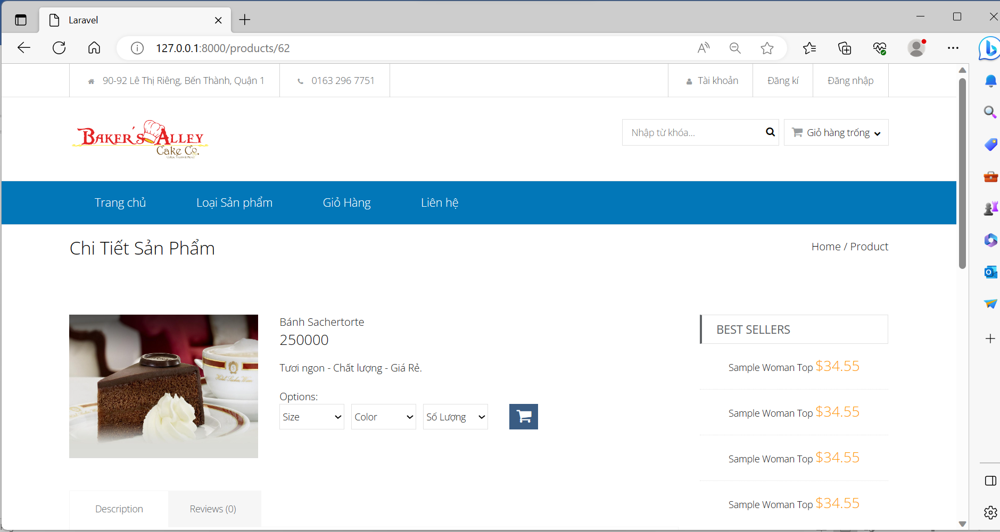 Laravel
127.0.0.1:8000/products/62
90-92 Lê Thị Riêng, Bến Thành, Quận 1
0163 296 7751
Tài khoản
Đăng kí
Đăng nhập
BAKER'S ALLEY
Cake Co.
Nhập từ khóa...
Giỏ hàng trống
Trang chủ
Loại Sản phẩm
Giỏ Hàng
Liên hệ
Chi Tiết Sản Phẩm
Home / Product
Bánh Sachertorte
250000
Tươi ngon - Chất lượng - Giá Rẻ.
Options:
Size
Color
Số Lượng
BEST SELLERS
Sample Woman Top $34.55
Sample Woman Top $34.55
Sample Woman Top $34.55
Sample Woman Top $34.55
Description
Reviews (0)